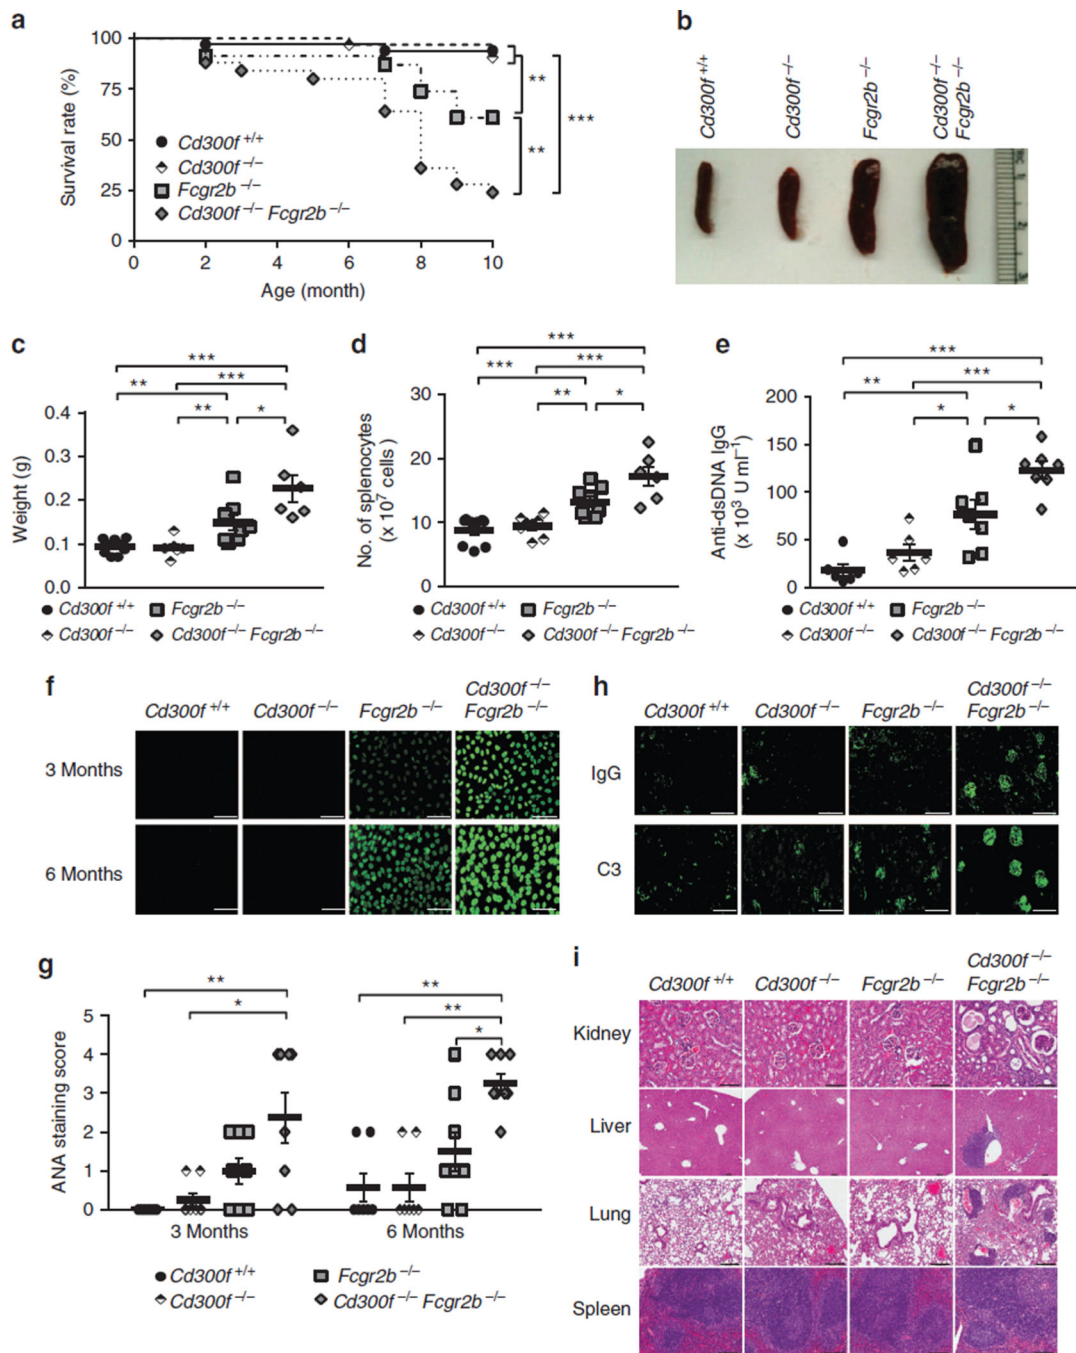 a
100
75
50
25
0
Survival rate (%)
0 2 4 6 8 10
Age (month)
Cd300f +/+
Cd300f −/−
Fcgr2b −/−
Cd300f −/− Fcgr2b −/−
**
**
***
b
Cd300f +/+
Cd300f −/−
Fcgr2b −/−
Cd300f −/−
Fcgr2b −/−
c
***
** ***
** *
0.4
0.3
0.2
0.1
0.0
Weight (g)
Cd300f +/+ Fcgr2b −/−
Cd300f −/− Cd300f −/− Fcgr2b −/−
d
***
*** ***
** *
30
20
10
0
No. of splenocytes
(x 10⁷ cells )
Cd300f +/+ Fcgr2b −/−
Cd300f −/− Cd300f −/− Fcgr2b −/−
e
***
** ***
* *
200
150
100
50
0
Anti-dsDNA IgG
(x 10³ U ml⁻¹)
Cd300f +/+ Fcgr2b −/−
Cd300f −/− Cd300f −/− Fcgr2b −/−
f
Cd300f −/−
Cd300f +/+ Cd300f −/− Fcgr2b −/− Fcgr2b −/−
3 Months
6 Months
h
Cd300f −/−
Cd300f +/+ Cd300f −/− Fcgr2b −/− Fcgr2b −/−
IgG
C3
g
** **
* **
*
5
4
3
2
1
0
ANA staining score
3 Months 6 Months
Cd300f +/+ Fcgr2b −/−
Cd300f −/− Cd300f −/− Fcgr2b −/−
i
Cd300f −/−
Cd300f +/+ Cd300f −/− Fcgr2b −/− Fcgr2b −/−
Kidney
Liver
Lung
Spleen